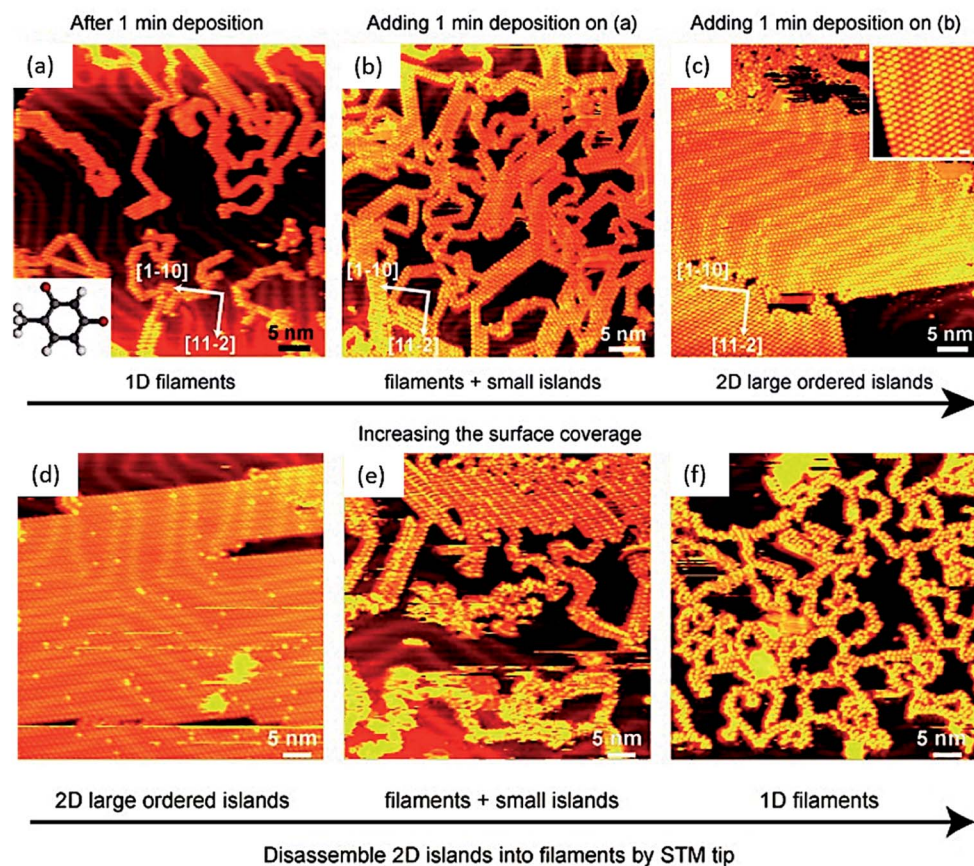 After 1 min deposition
Adding 1 min deposition on (a)
Adding 1 min deposition on (b)
(a)
(b)
(c)
[1-10]
[11-2]
5 nm
[1-10]
[11-2]
5 nm
[1-10]
[11-2]
5 nm
1D filaments
filaments + small islands
2D large ordered islands
Increasing the surface coverage
(d)
(e)
(f)
5 nm
5 nm
5 nm
2D large ordered islands
filaments + small islands
1D filaments
Disassemble 2D islands into filaments by STM tip